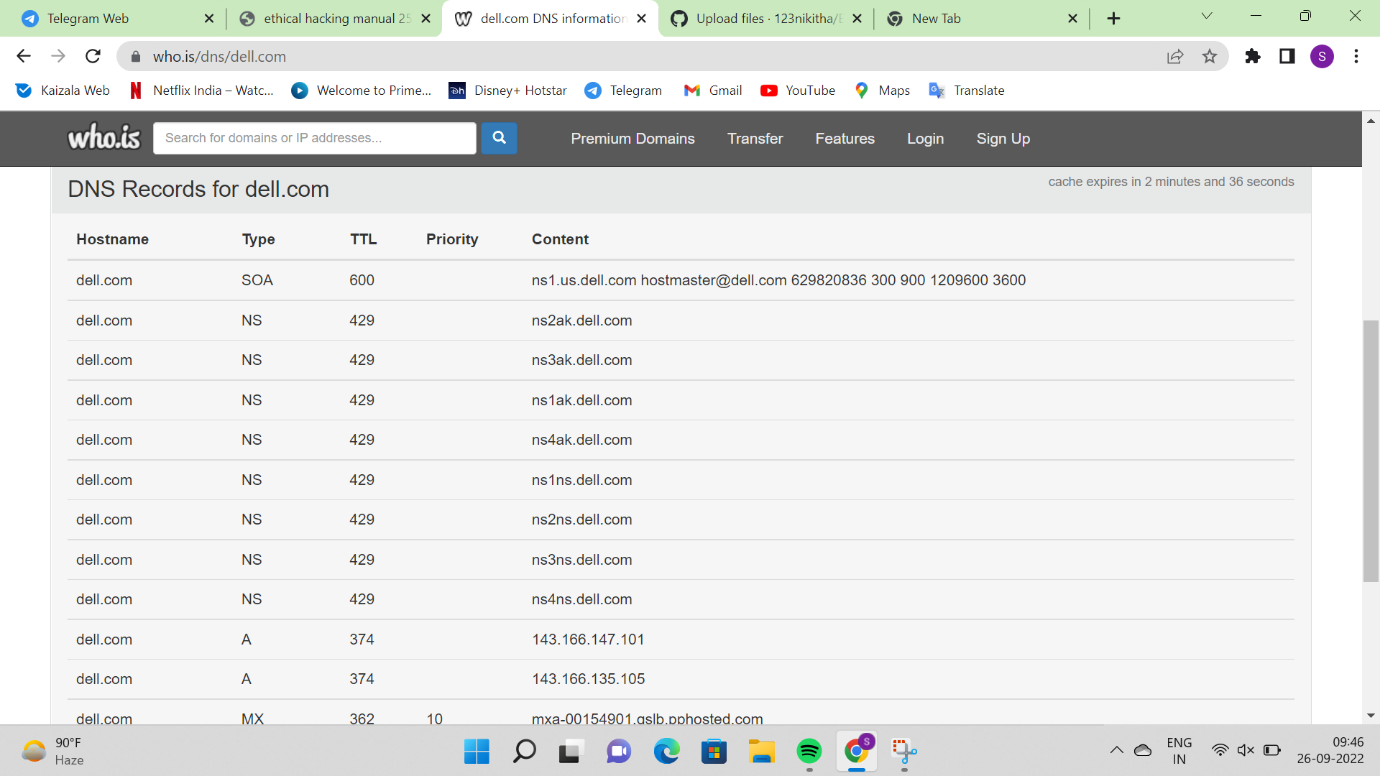 Telegram Web
ethical hacking manual 25
dell.com DNS information
Upload files · 123nikitha/E
New Tab
who.is/dns/dell.com
S
Kaizala Web
Netflix India – Watc...
Welcome to Prime...
Disney+ Hotstar
Telegram
Gmail
YouTube
Maps
Translate
who.is
Search for domains or IP addresses...
Premium Domains
Transfer
Features
Login
Sign Up
DNS Records for dell.com
cache expires in 2 minutes and 36 seconds
Hostname Type TTL Priority Content
dell.com SOA 600 ns1.us.dell.com hostmaster@dell.com 629820836 300 900 1209600 3600
dell.com NS 429 ns2ak.dell.com
dell.com NS 429 ns3ak.dell.com
dell.com NS 429 ns1ak.dell.com
dell.com NS 429 ns4ak.dell.com
dell.com NS 429 ns1ns.dell.com
dell.com NS 429 ns2ns.dell.com
dell.com NS 429 ns3ns.dell.com
dell.com NS 429 ns4ns.dell.com
dell.com A 374 143.166.147.101
dell.com A 374 143.166.135.105
dell.com MX 362 10 mxa-00154901.gslb.pphosted.com
90°F
Haze
S
ENG
IN
09:46
26-09-2022